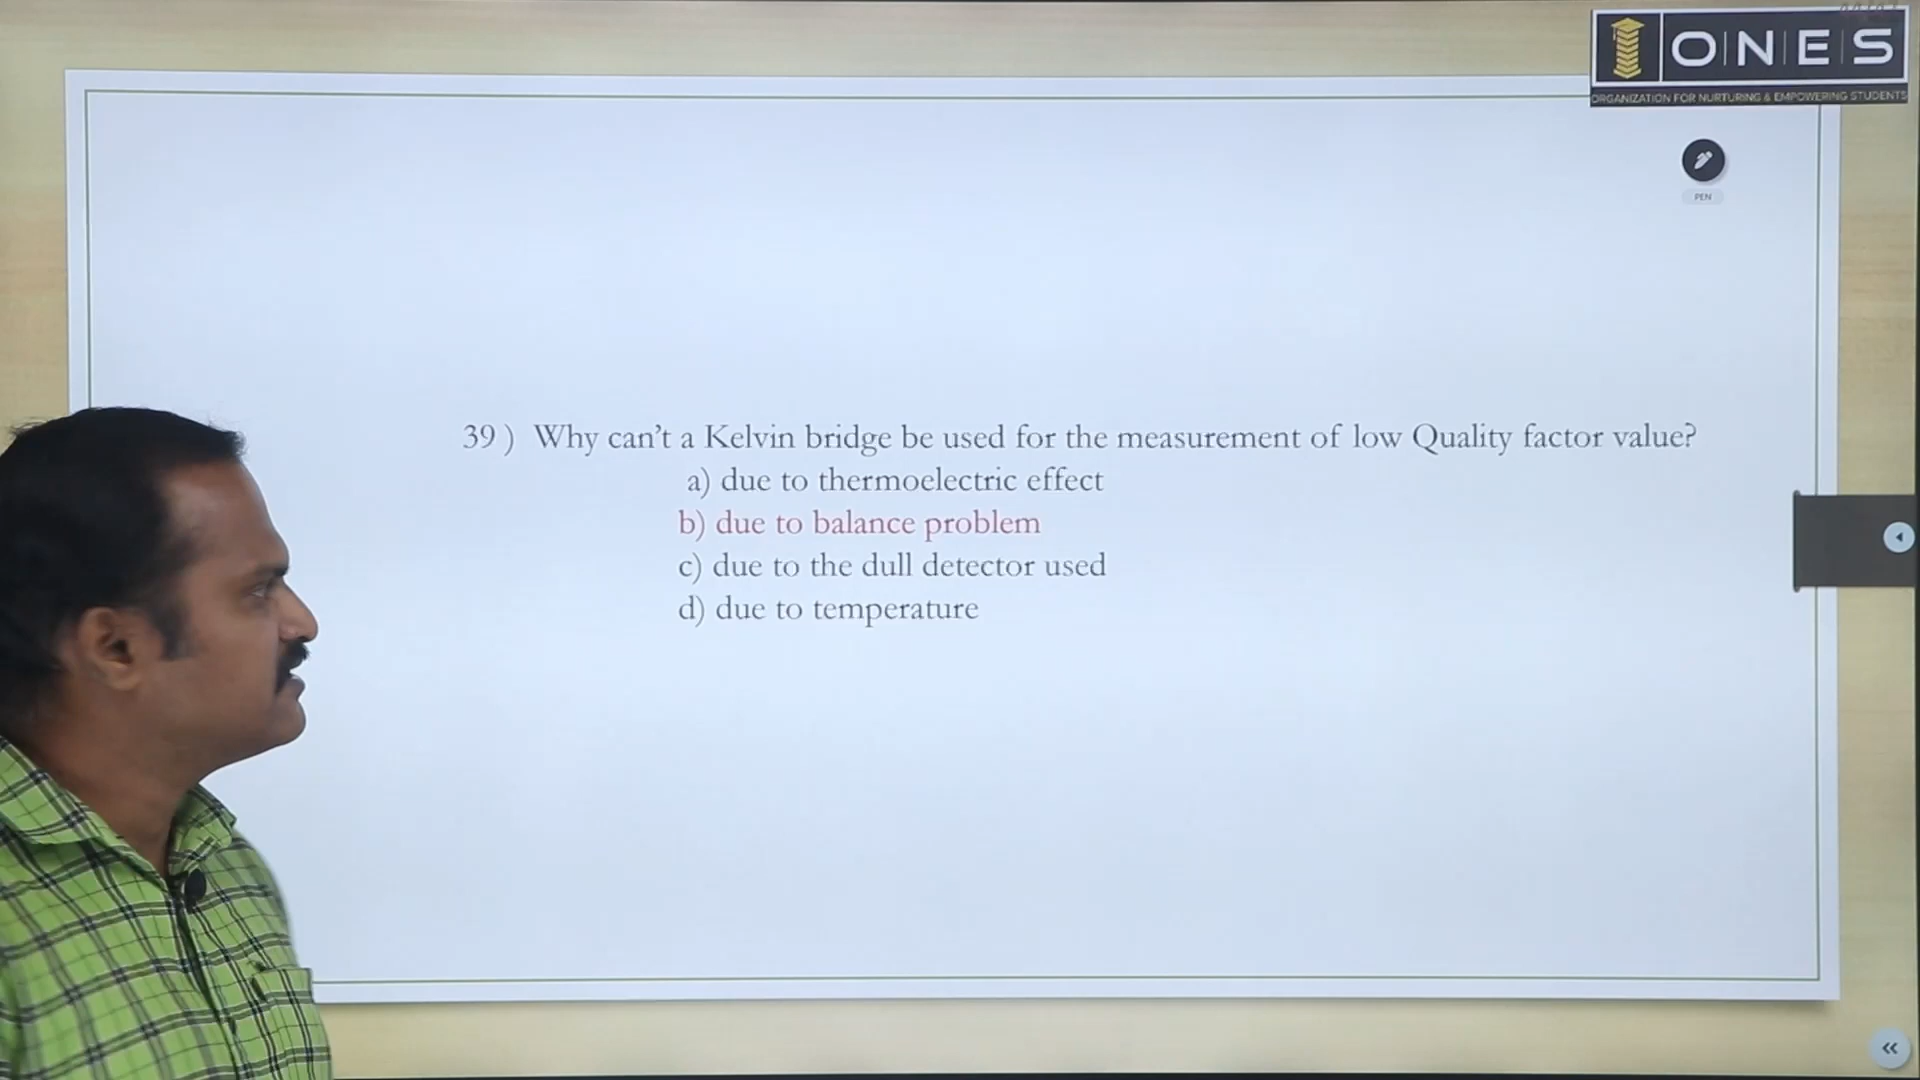 ONES
ORGANIZATION FOR NURTURING & EMPOWERING STUDENTS
PEN
39 ) Why can't a Kelvin bridge be used for the measurement of low Quality factor value?
a) due to thermoelectric effect
b) due to balance problem
c) due to the dull detector used
d) due to temperature